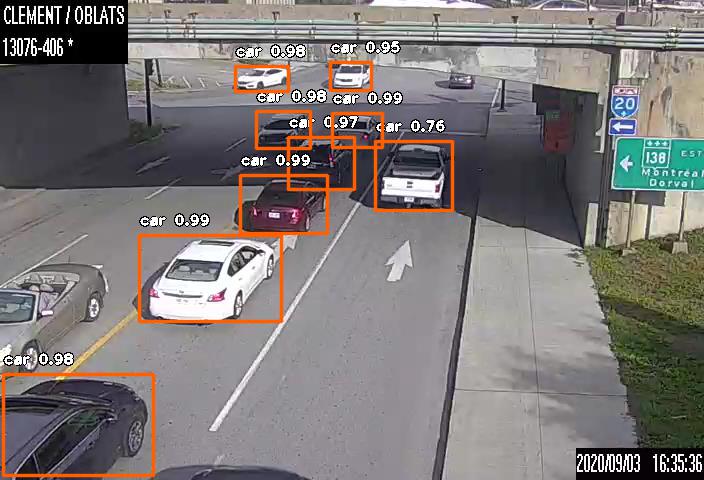 CLEMENT / OBLATS
13076-406 *
car 0.98
car 0.95
car 0.98
car 0.99
car 0.97
car 0.76
car 0.99
car 0.99
car 0.98
20
138 EST
Montréal
Dorval
2020/09/03 16:35:36